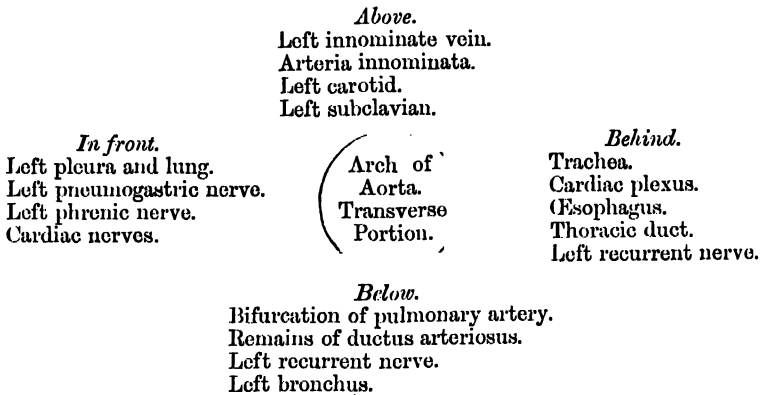 Above.
Left innominate vein.
Arteria innominata.
Left carotid.
Left subclavian.
In front.
Left pleura and lung.
Left pneumogastric nerve.
Left phrenic nerve.
Cardiac nerves.
Arch of
Aorta.
Transverse
Portion.
Behind.
Trachea.
Cardiac plexus.
Œsophagus.
Thoracic duct.
Left recurrent nerve.
Below.
Bifurcation of pulmonary artery.
Remains of ductus arteriosus.
Left recurrent nerve.
Left bronchus.